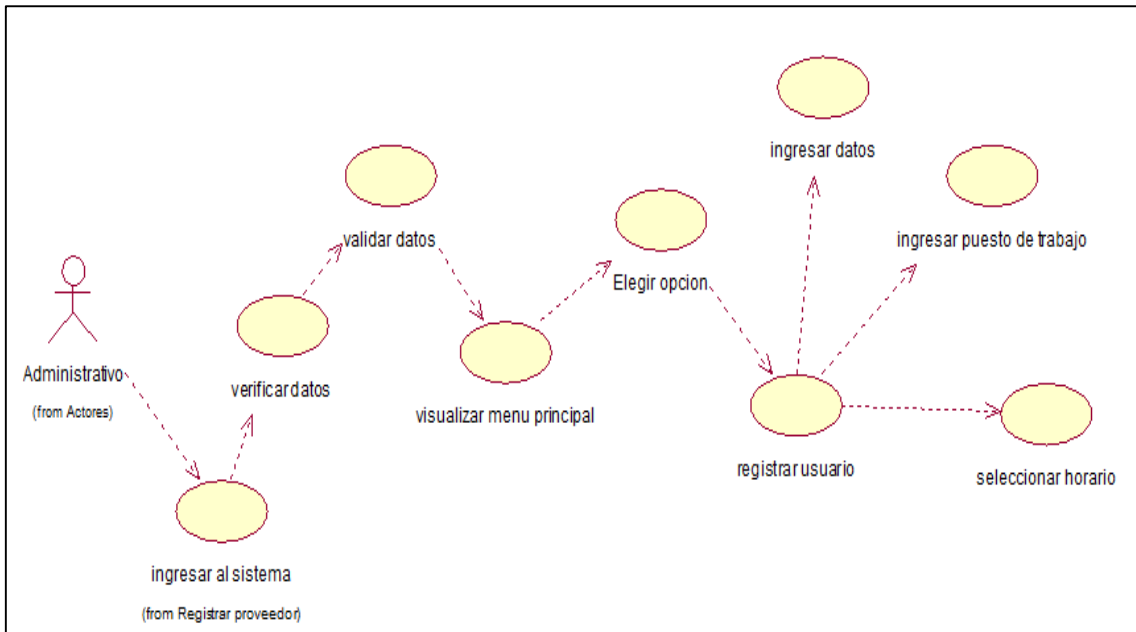 ingresar datos
ingresar puesto de trabajo
validar datos
Elegir opcion
Administrativo
(from Actores)
verificar datos
visualizar menu principal
registrar usuario
seleccionar horario
ingresar al sistema
(from Registrar proveedor)